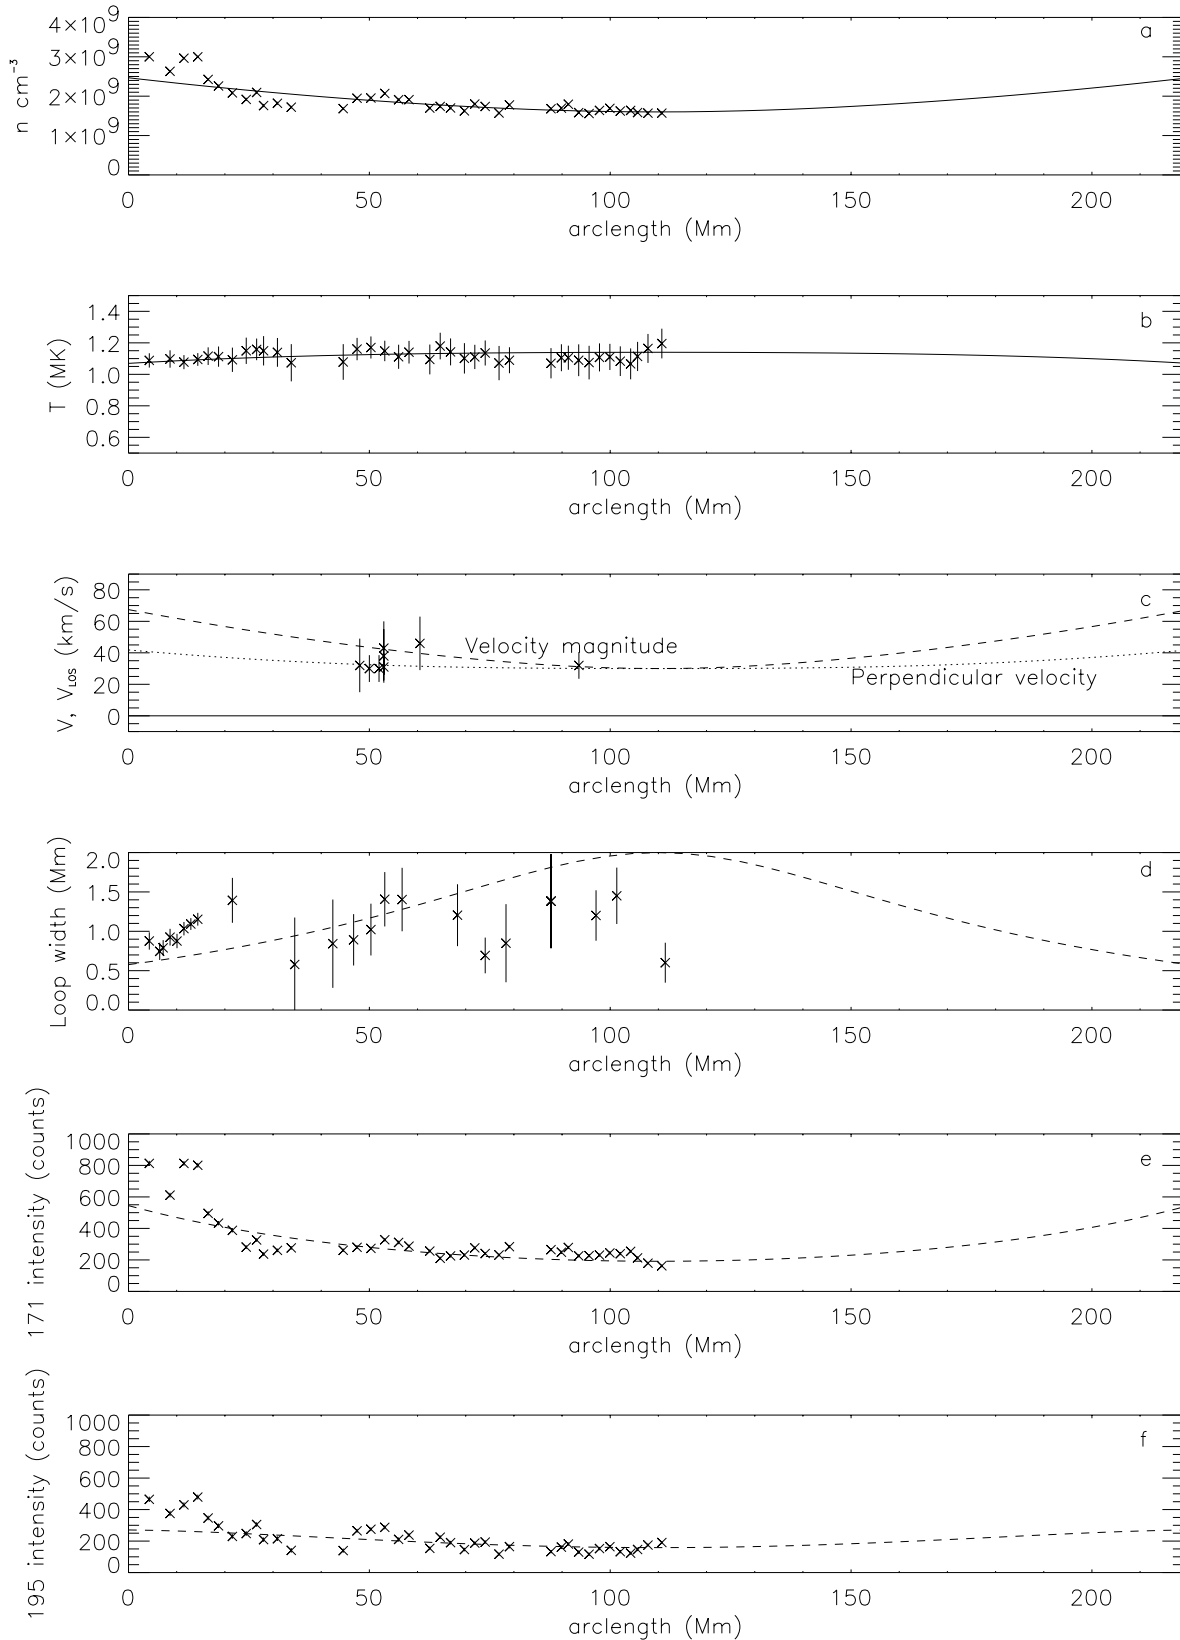 a
n cm⁻³
4×10⁹
3×10⁹
2×10⁹
1×10⁹
0
0 50 100 150 200
arclength (Mm)
b
T (MK)
1.4
1.2
1.0
0.8
0.6
0 50 100 150 200
arclength (Mm)
c
V, V_LOS (km/s)
80
60
40
20
0
Velocity magnitude
Perpendicular velocity
0 50 100 150 200
arclength (Mm)
d
Loop width (Mm)
2.0
1.5
1.0
0.5
0.0
0 50 100 150 200
arclength (Mm)
e
171 intensity (counts)
1000
800
600
400
200
0
0 50 100 150 200
arclength (Mm)
f
195 intensity (counts)
1000
800
600
400
200
0
0 50 100 150 200
arclength (Mm)